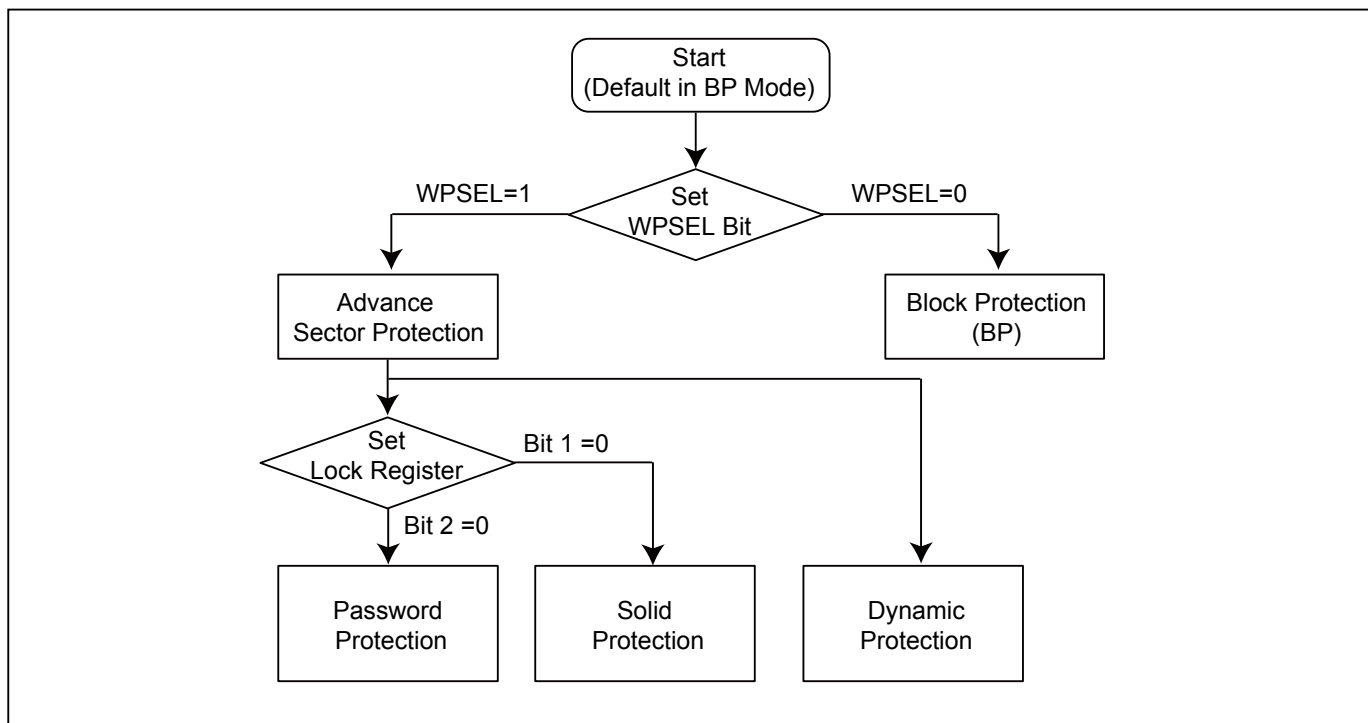 Start
(Default in BP Mode)
WPSEL=1
Set
WPSEL Bit
WPSEL=0
Advance
Sector Protection
Block Protection
(BP)
Set
Lock Register
Bit 1 =0
Bit 2 =0
Password
Protection
Solid
Protection
Dynamic
Protection